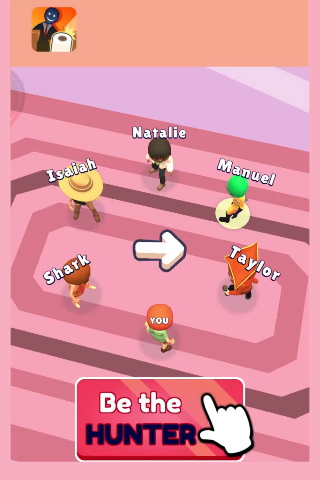 Natalie
Isaiah
Manuel
Shark
Taylor
YOU
Be the
HUNTER